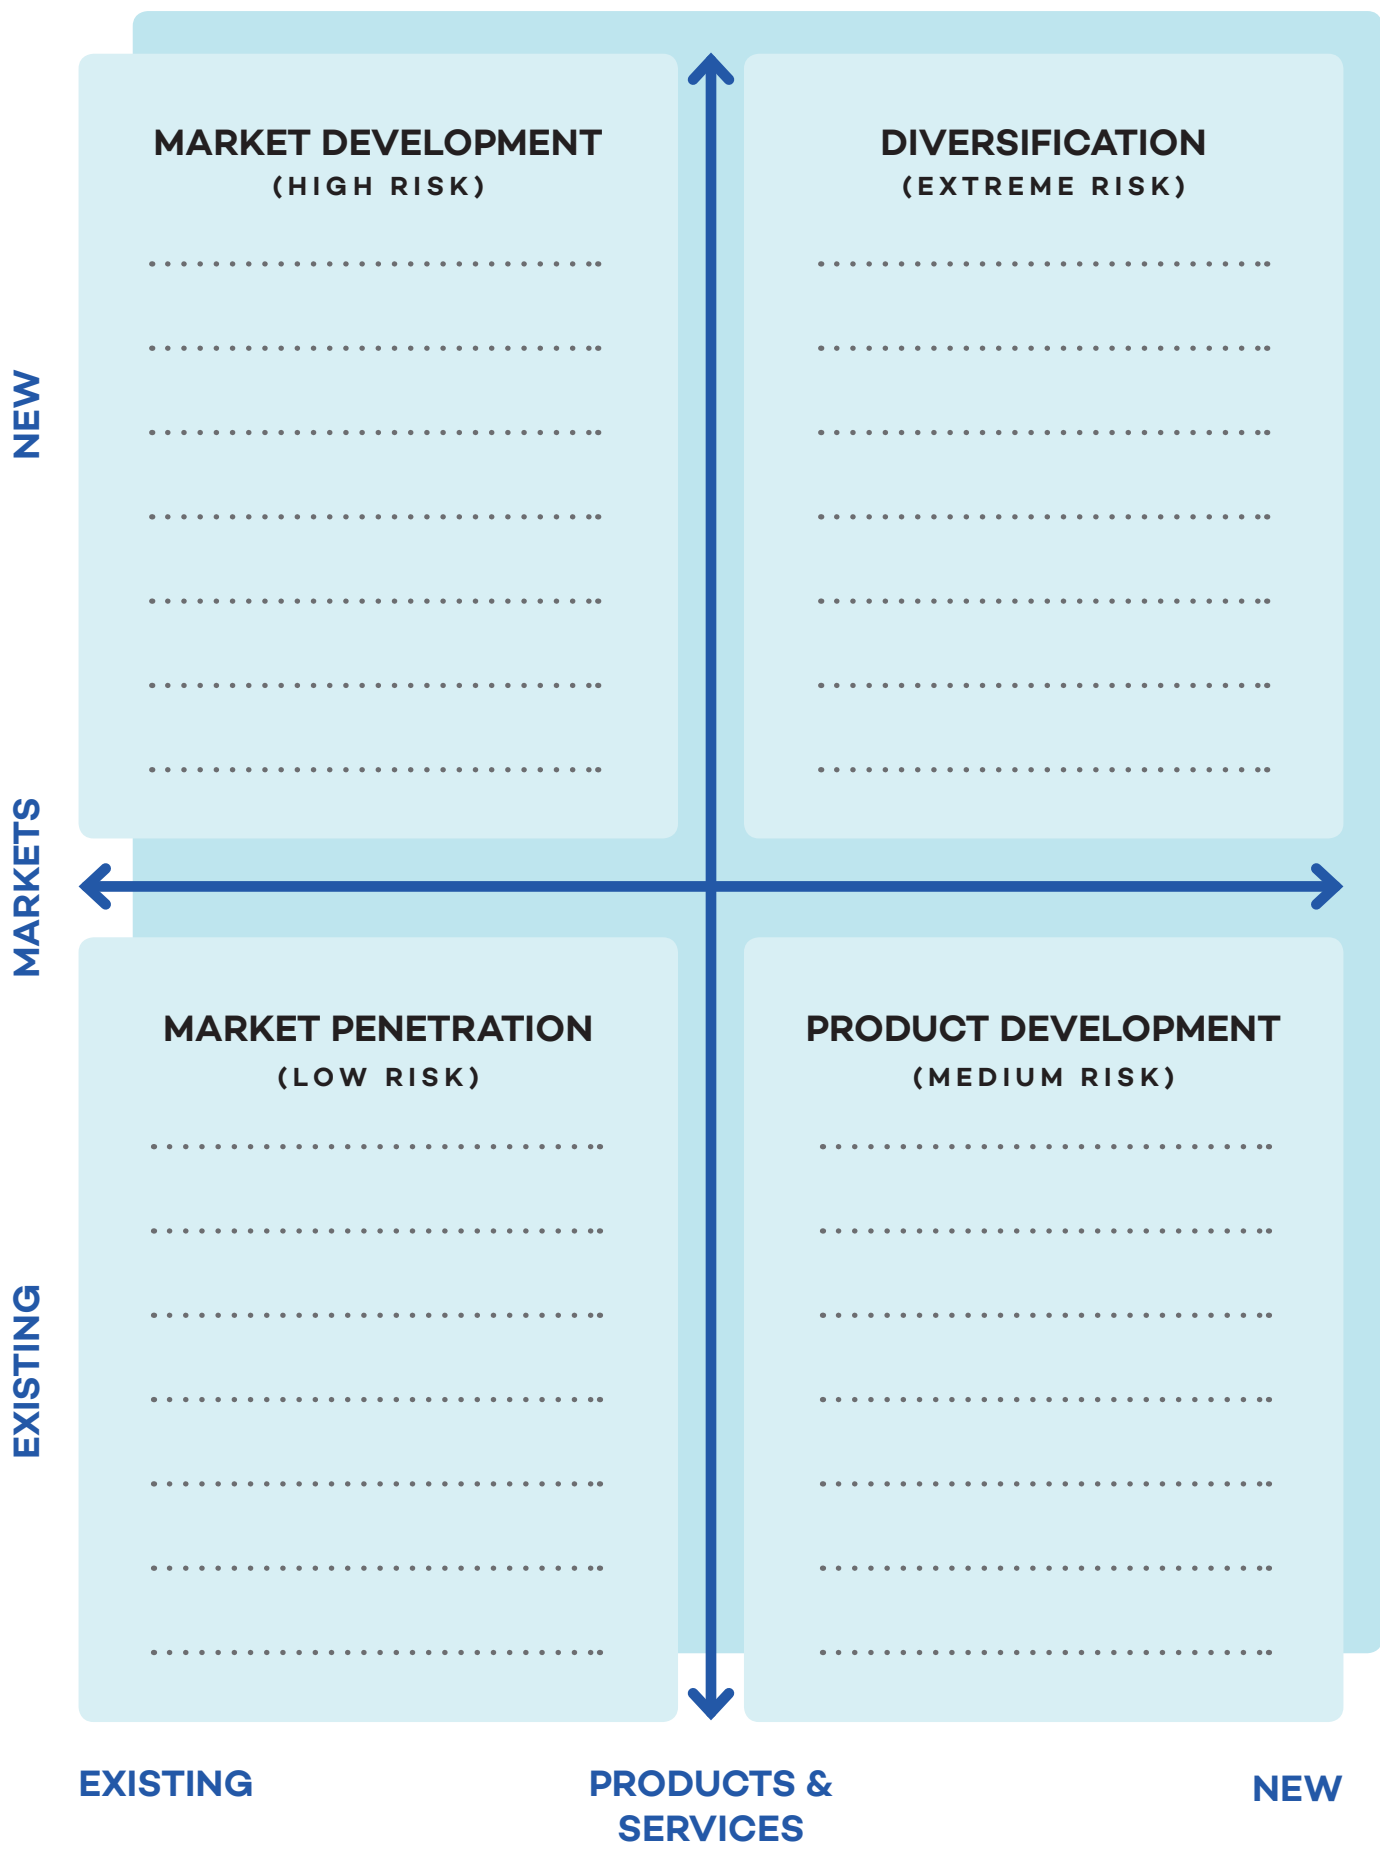 MARKET DEVELOPMENT
(HIGH RISK)
DIVERSIFICATION
(EXTREME RISK)
NEW
MARKETS
EXISTING
MARKET PENETRATION
(LOW RISK)
PRODUCT DEVELOPMENT
(MEDIUM RISK)
EXISTING
PRODUCTS &
SERVICES
NEW